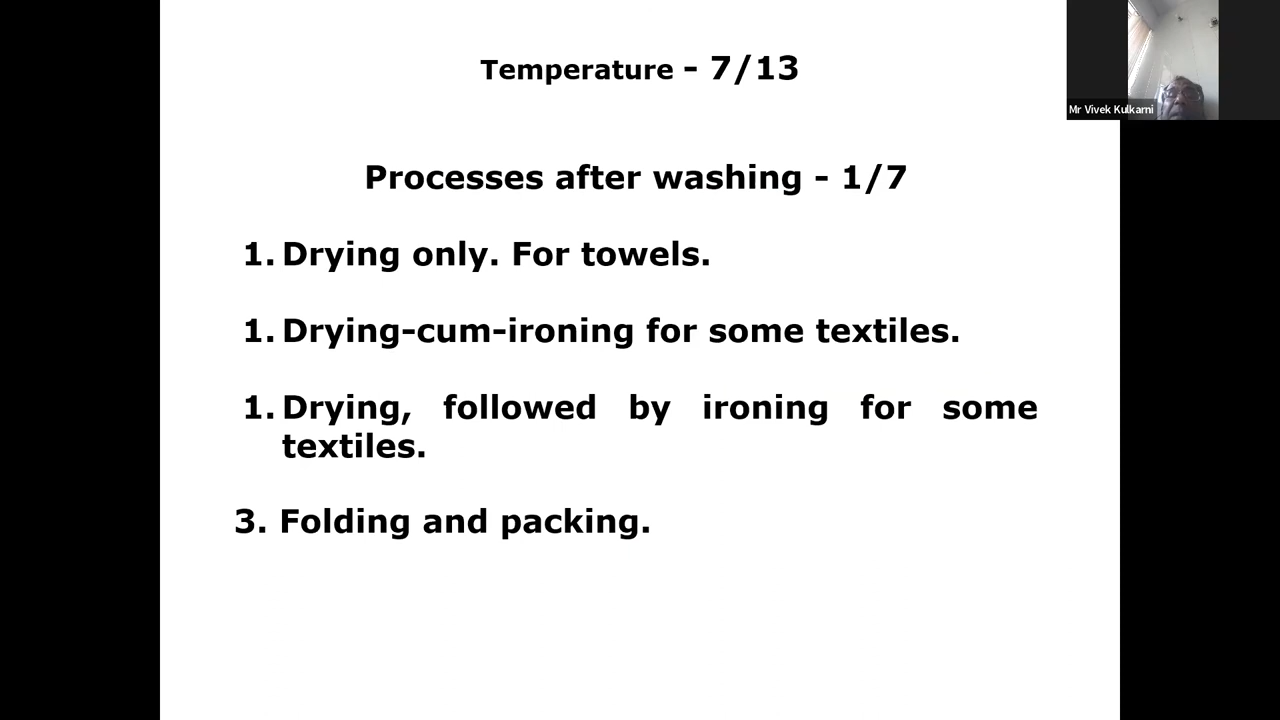 Temperature - 7/13
Mr Vivek Kulkarni
Processes after washing - 1/7
1. Drying only. For towels.
1. Drying-cum-ironing for some textiles.
1. Drying, followed by ironing for some
textiles.
3. Folding and packing.